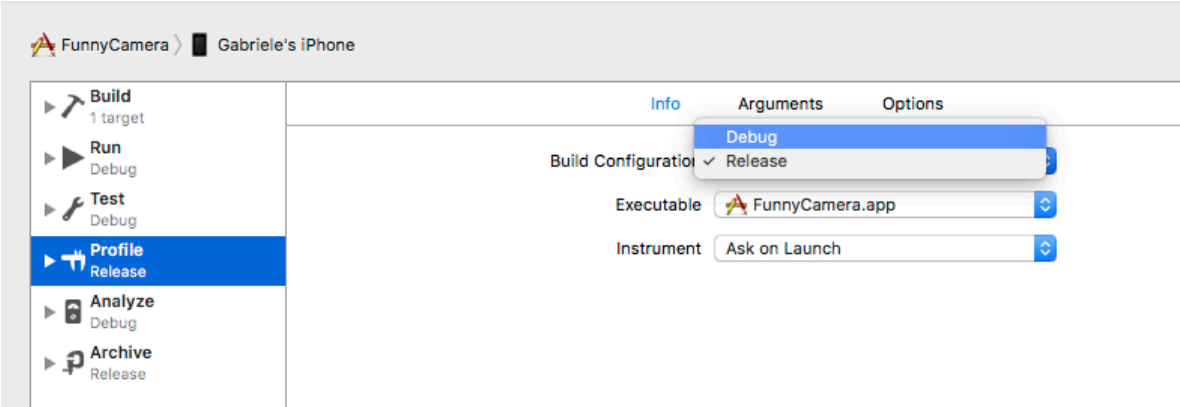 FunnyCamera 〉 Gabriele's iPhone
Build
1 target
Run
Debug
Test
Debug
Profile
Release
Analyze
Debug
Archive
Release
Info Arguments Options
Debug
Build Configuration ✓ Release
Executable FunnyCamera.app
Instrument Ask on Launch